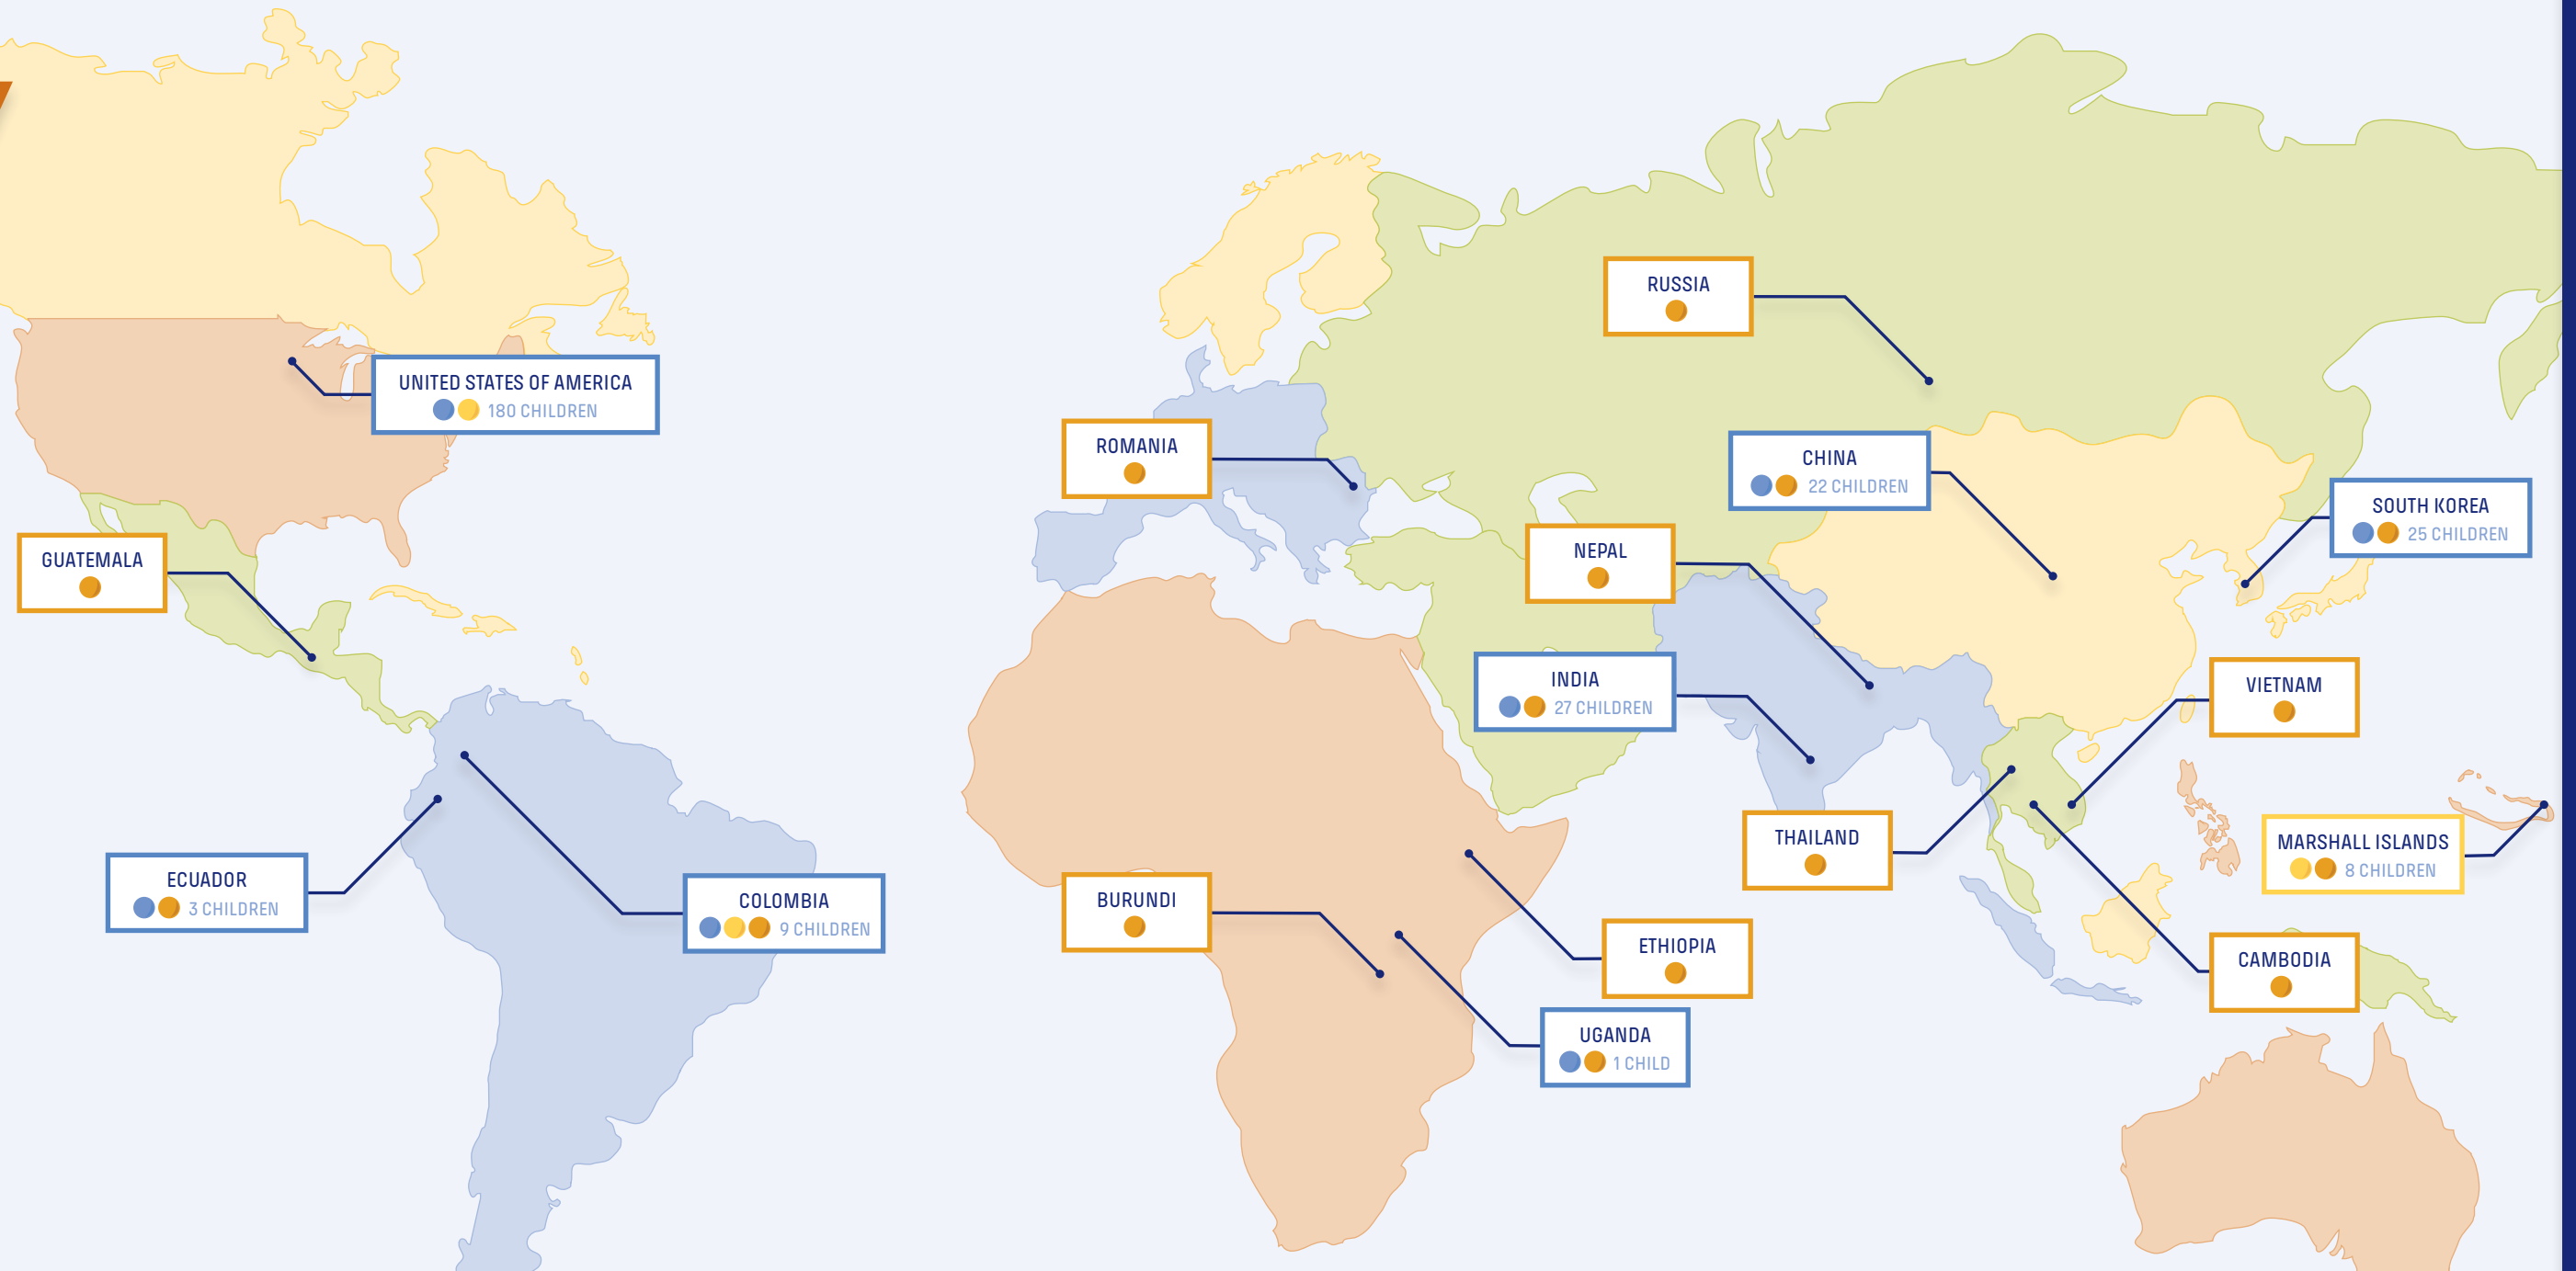 RUSSIA
UNITED STATES OF AMERICA
180 CHILDREN
ROMANIA
CHINA
22 CHILDREN
SOUTH KOREA
25 CHILDREN
GUATEMALA
NEPAL
INDIA
27 CHILDREN
VIETNAM
THAILAND
MARSHALL ISLANDS
8 CHILDREN
ECUADOR
3 CHILDREN
COLOMBIA
9 CHILDREN
BURUNDI
ETHIOPIA
CAMBODIA
UGANDA
1 CHILD